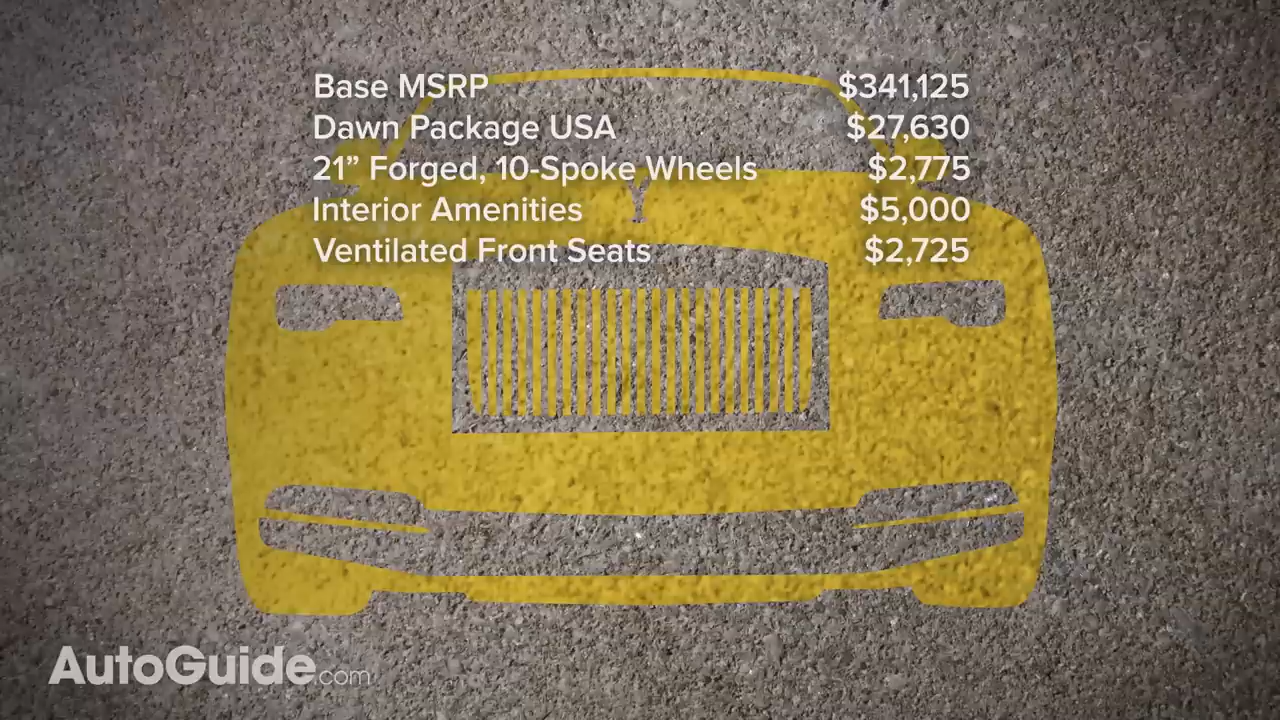 Base MSRP $341,125
Dawn Package USA $27,630
21” Forged, 10-Spoke Wheels $2,775
Interior Amenities $5,000
Ventilated Front Seats $2,725
AutoGuide.com